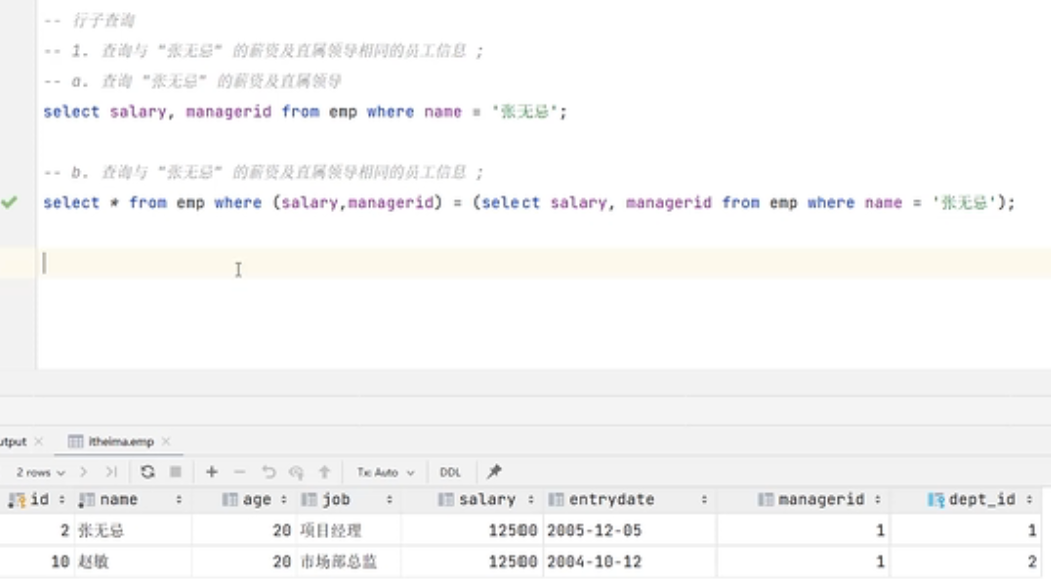 -- 行子查询
-- 1. 查询与 "张无忌" 的薪资及直属领导相同的员工信息 ;
-- a. 查询 "张无忌" 的薪资及直属领导
select salary, managerid from emp where name = '张无忌';
-- b. 查询与 "张无忌" 的薪资及直属领导相同的员工信息 ;
select * from emp where (salary,managerid) = (select salary, managerid from emp where name = '张无忌');
utput itheima.emp
2 rows Tx: Auto DDL
id name age job salary entrydate managerid dept_id
2 张无忌 20 项目经理 12500 2005-12-05 1 1
10 赵敏 20 市场部总监 12500 2004-10-12 1 2